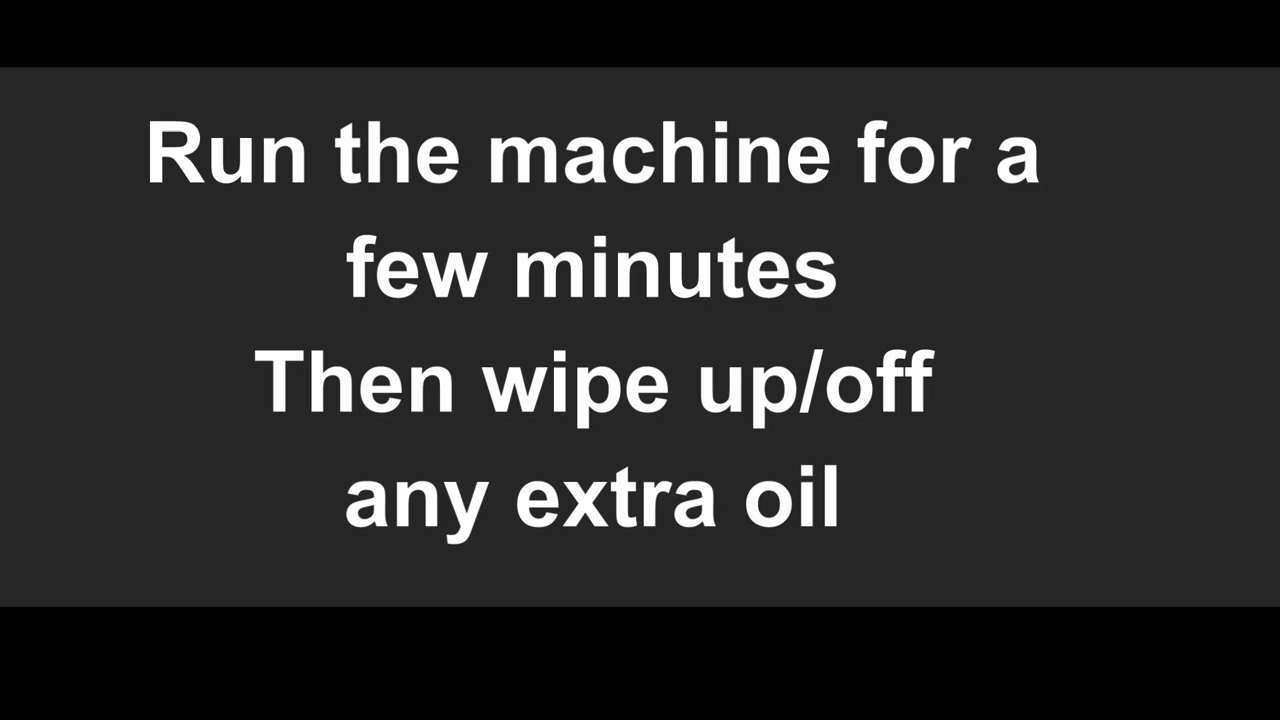 Run the machine for a
few minutes
Then wipe up/off
any extra oil